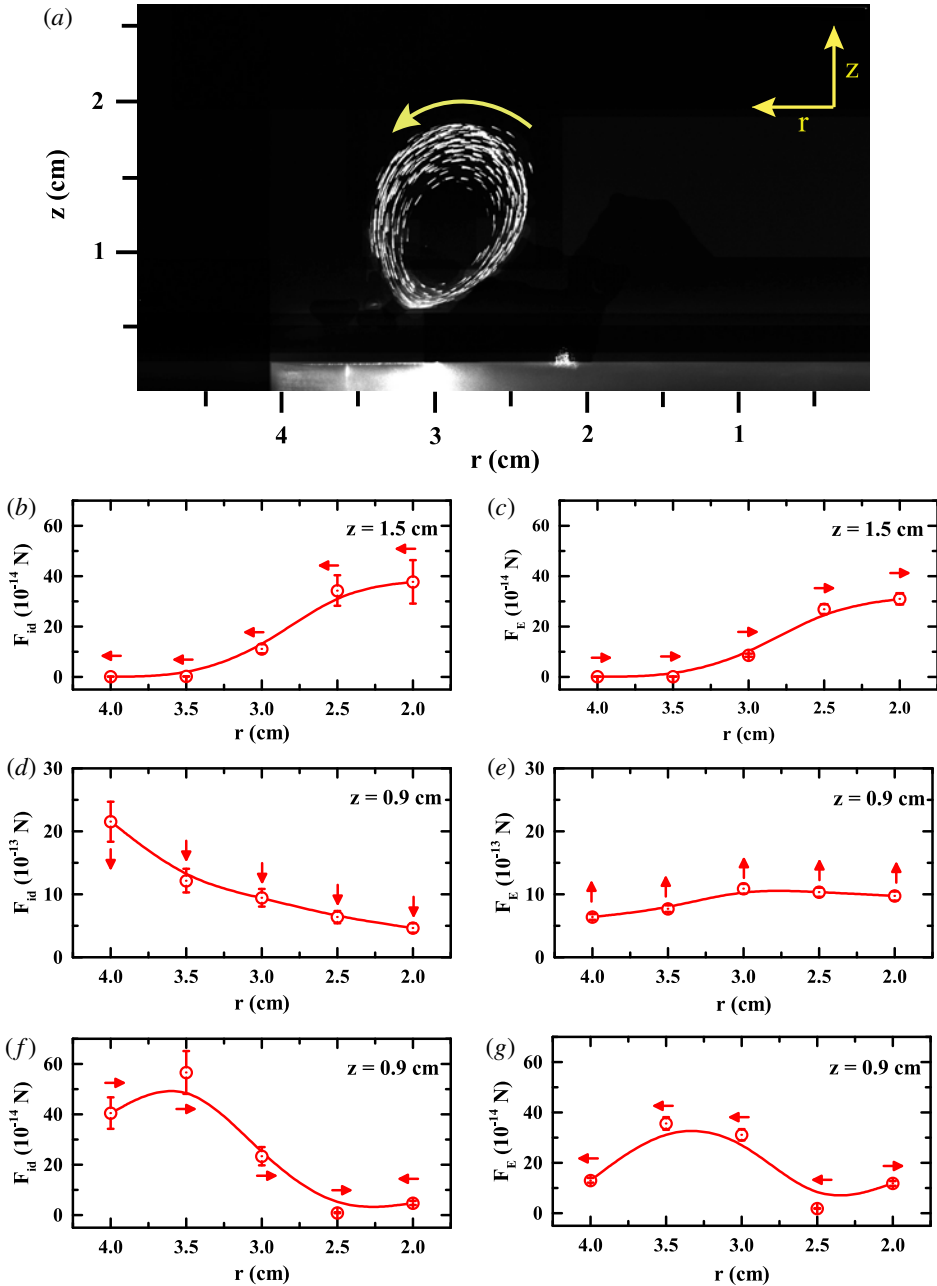 (a)
2
1
z (cm)
z
r
4 3 2 1
r (cm)
(b)
60
40
20
0
F_id (10^-14 N)
z = 1.5 cm
4.0 3.5 3.0 2.5 2.0
r (cm)
(c)
60
40
20
0
F_E (10^-14 N)
z = 1.5 cm
4.0 3.5 3.0 2.5 2.0
r (cm)
(d)
30
20
10
0
F_id (10^-13 N)
z = 0.9 cm
4.0 3.5 3.0 2.5 2.0
r (cm)
(e)
30
20
10
0
F_E (10^-13 N)
z = 0.9 cm
4.0 3.5 3.0 2.5 2.0
r (cm)
(f)
60
40
20
0
F_id (10^-14 N)
z = 0.9 cm
4.0 3.5 3.0 2.5 2.0
r (cm)
(g)
60
40
20
0
F_E (10^-14 N)
z = 0.9 cm
4.0 3.5 3.0 2.5 2.0
r (cm)